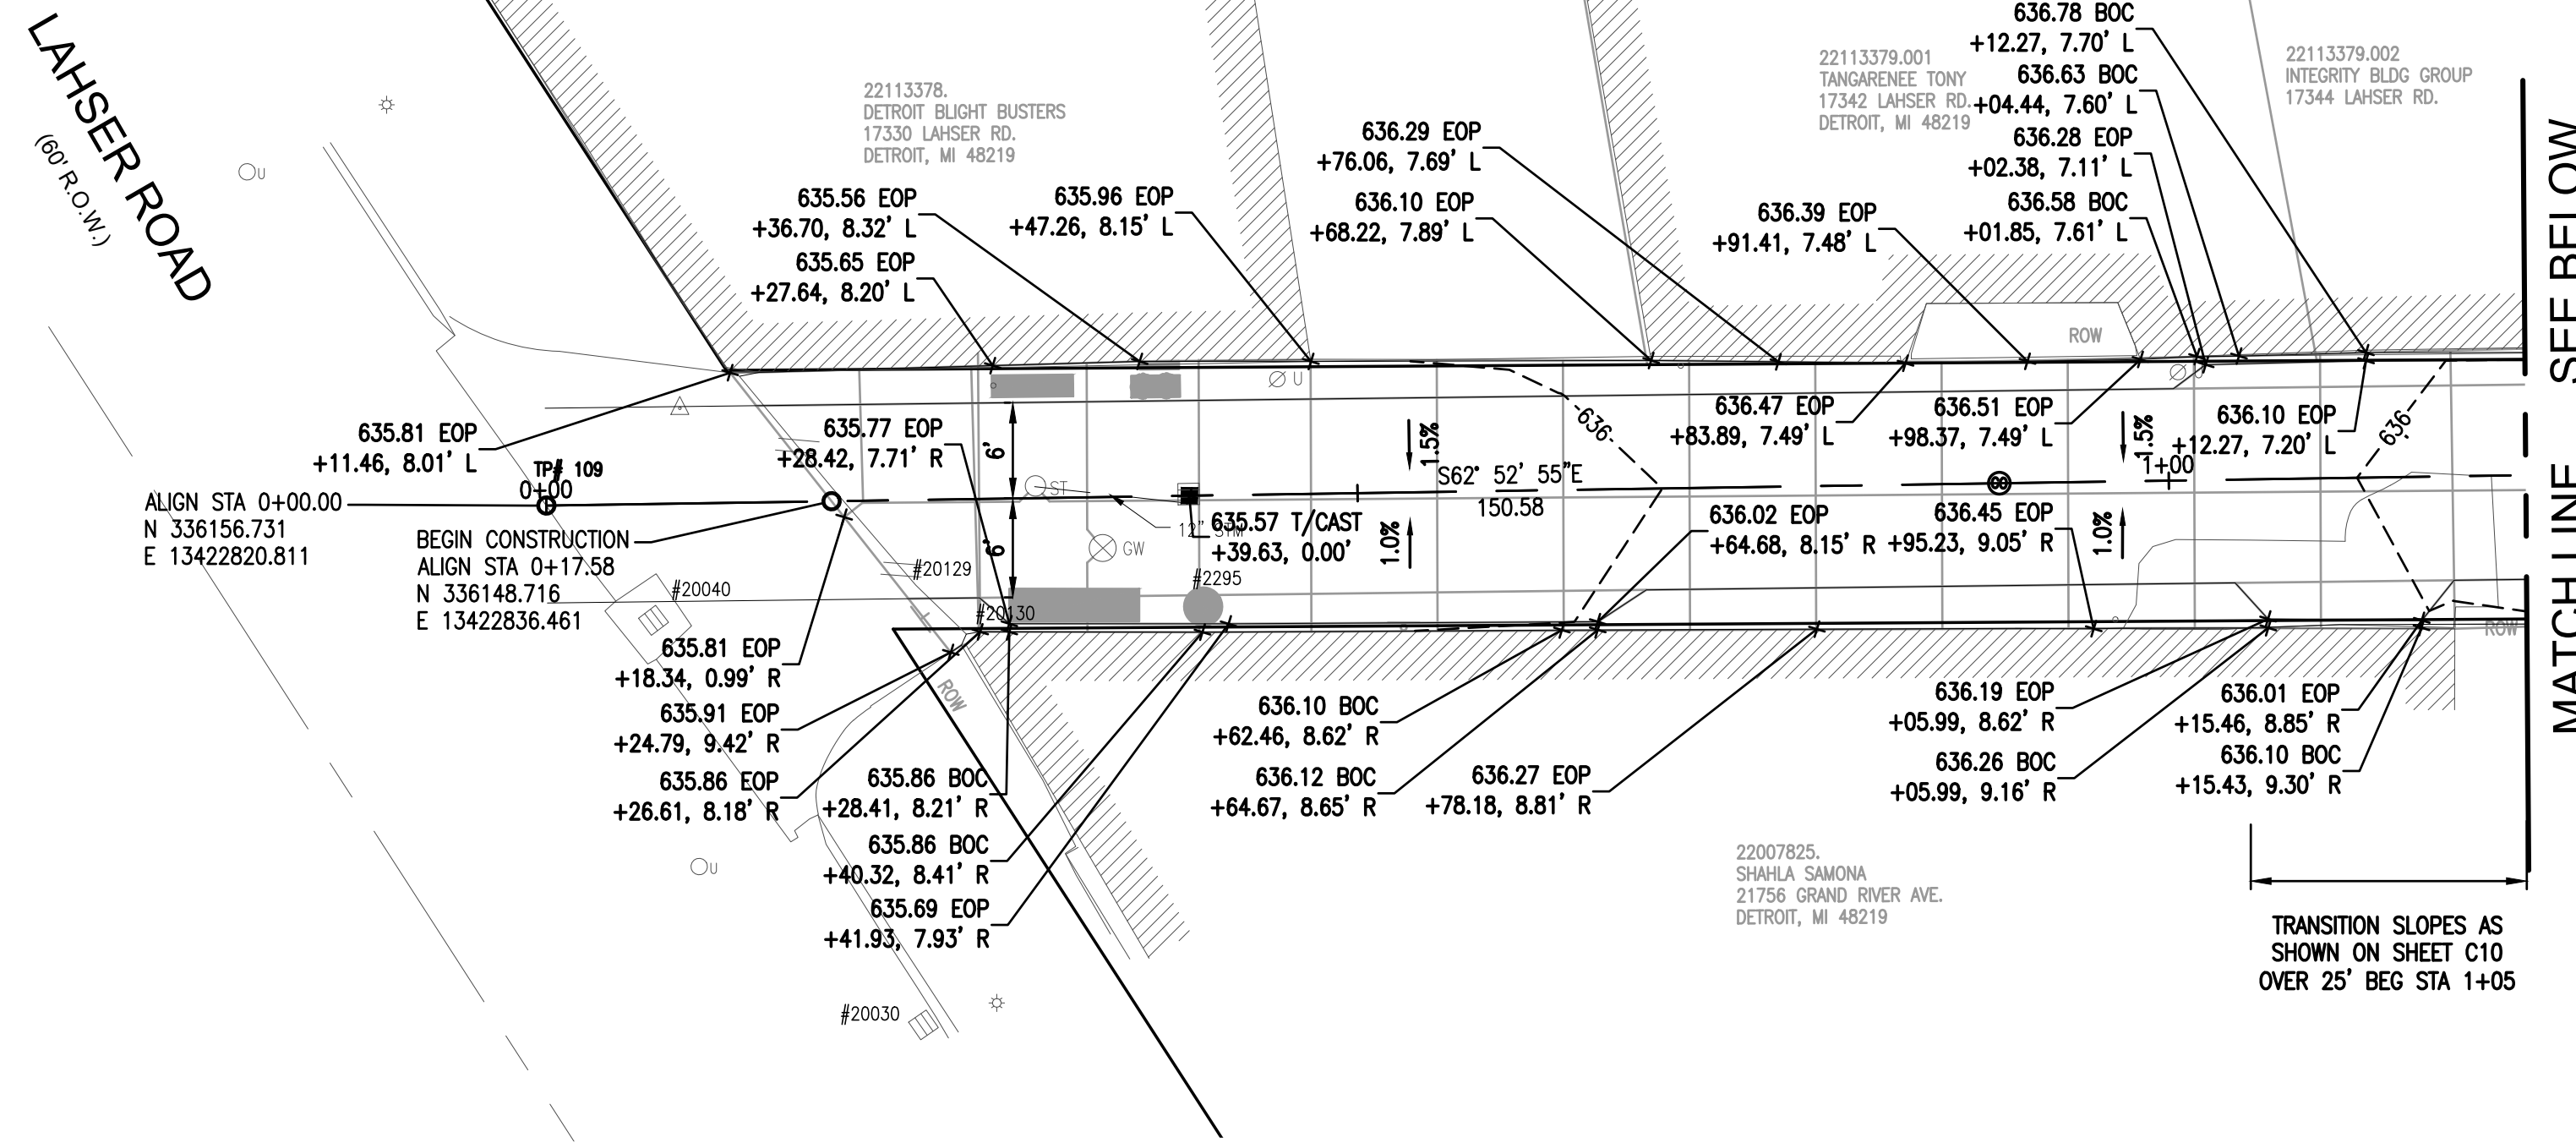 LAHSER ROAD
(60' R.O.W.)
22113378.
DETROIT BLIGHT BUSTERS
17330 LAHSER RD.
DETROIT, MI 48219
22113379.001
TANGARENEE TONY
17342 LAHSER RD.
DETROIT, MI 48219
22113379.002
INTEGRITY BLDG GROUP
17344 LAHSER RD.
636.78 BOC
+12.27, 7.70' L
636.63 BOC
+04.44, 7.60' L
636.28 EOP
+02.38, 7.11' L
636.58 BOC
+01.85, 7.61' L
636.29 EOP
+76.06, 7.69' L
636.10 EOP
+68.22, 7.89' L
636.39 EOP
+91.41, 7.48' L
635.56 EOP
+36.70, 8.32' L
635.65 EOP
+27.64, 8.20' L
635.96 EOP
+47.26, 8.15' L
U
U
U
U
ROW
635.81 EOP
+11.46, 8.01' L
635.77 EOP
+28.42, 7.71' R
6'
6'
1.5%
1.0%
-636-
636.47 EOP
+83.89, 7.49' L
636.51 EOP
+98.37, 7.49' L
1.5%
1.0%
636.10 EOP
+12.27, 7.20' L
636-
TP# 109
0+00
1+00
S62° 52' 55"E
150.58
ALIGN STA 0+00.00
N 336156.731
E 13422820.811
BEGIN CONSTRUCTION
ALIGN STA 0+17.58
N 336148.716
E 13422836.461
ST
GW
12" STM
635.57 T/CAST
+39.63, 0.00'
636.02 EOP
+64.68, 8.15' R
636.45 EOP
+95.23, 9.05' R
#20129
#20040
#20130
#2295
ROW
ROW
635.81 EOP
+18.34, 0.99' R
635.91 EOP
+24.79, 9.42' R
635.86 EOP
+26.61, 8.18' R
635.86 BOC
+28.41, 8.21' R
635.86 BOC
+40.32, 8.41' R
635.69 EOP
+41.93, 7.93' R
636.10 BOC
+62.46, 8.62' R
636.12 BOC
+64.67, 8.65' R
636.27 EOP
+78.18, 8.81' R
636.19 EOP
+05.99, 8.62' R
636.26 BOC
+05.99, 9.16' R
636.01 EOP
+15.46, 8.85' R
636.10 BOC
+15.43, 9.30' R
U
22007825.
SHAHLA SAMONA
21756 GRAND RIVER AVE.
DETROIT, MI 48219
#20030
TRANSITION SLOPES AS
SHOWN ON SHEET C10
OVER 25' BEG STA 1+05
MATCH LINE SEE BELOW